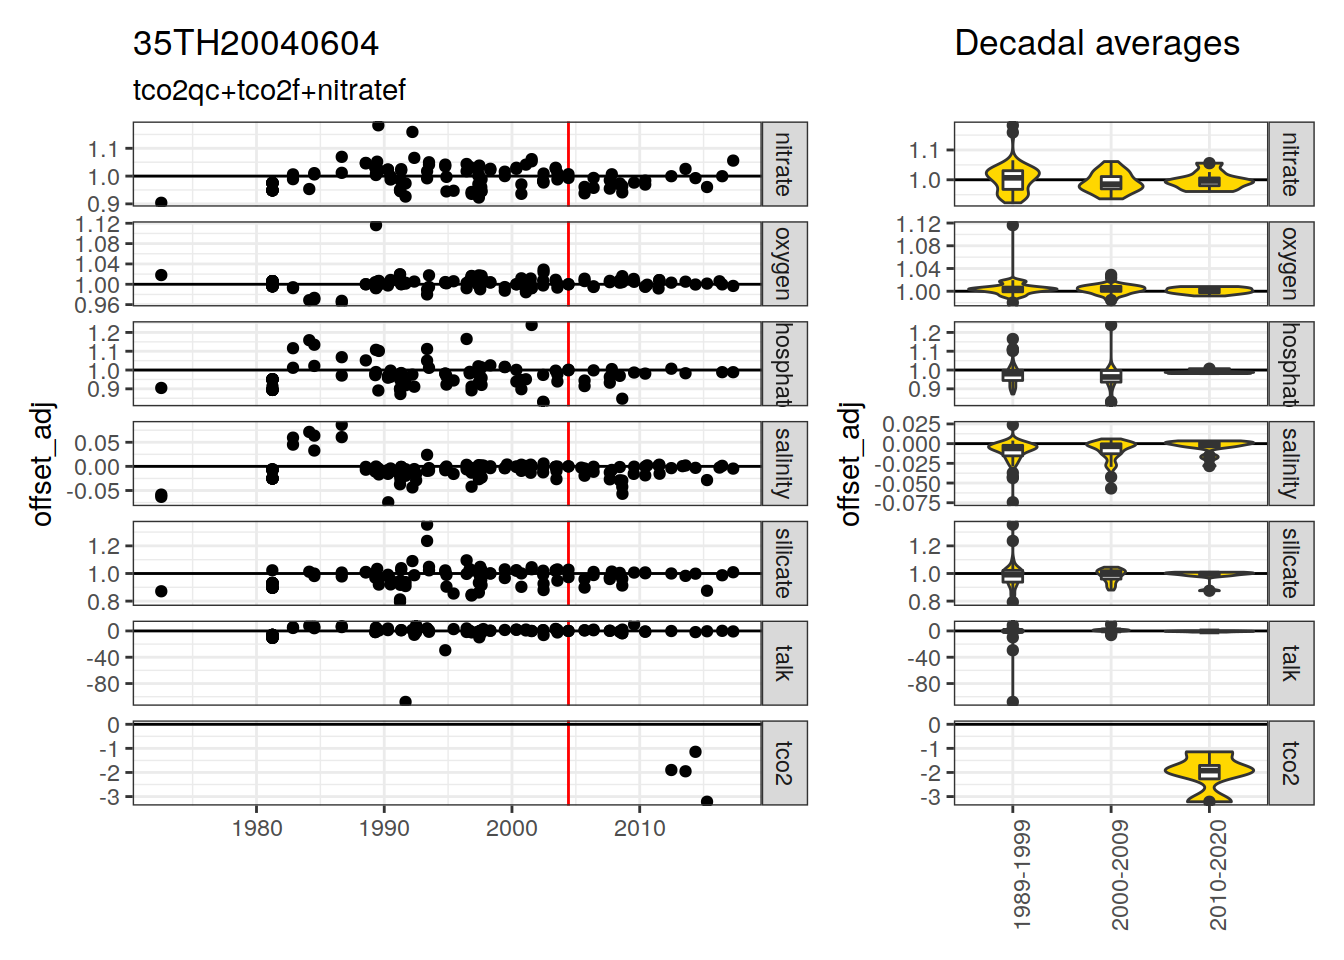 35TH20040604
tco2qc+tco2f+nitratef
offset_adj
1.1
1.0
0.9
nitrate
1.12
1.08
1.04
1.00
0.96
oxygen
1.2
1.1
1.0
0.9
hosphat
0.05
0.00
-0.05
salinity
1.2
1.0
0.8
silicate
0
-40
-80
talk
0
-1
-2
-3
tco2
1980 1990 2000 2010
Decadal averages
offset_adj
1.1
1.0
nitrate
1.12
1.08
1.04
1.00
oxygen
1.2
1.1
1.0
0.9
hosphat
0.025
0.000
-0.025
-0.050
-0.075
salinity
1.2
1.0
0.8
silicate
0
-40
-80
talk
0
-1
-2
-3
tco2
1989-1999
2000-2009
2010-2020